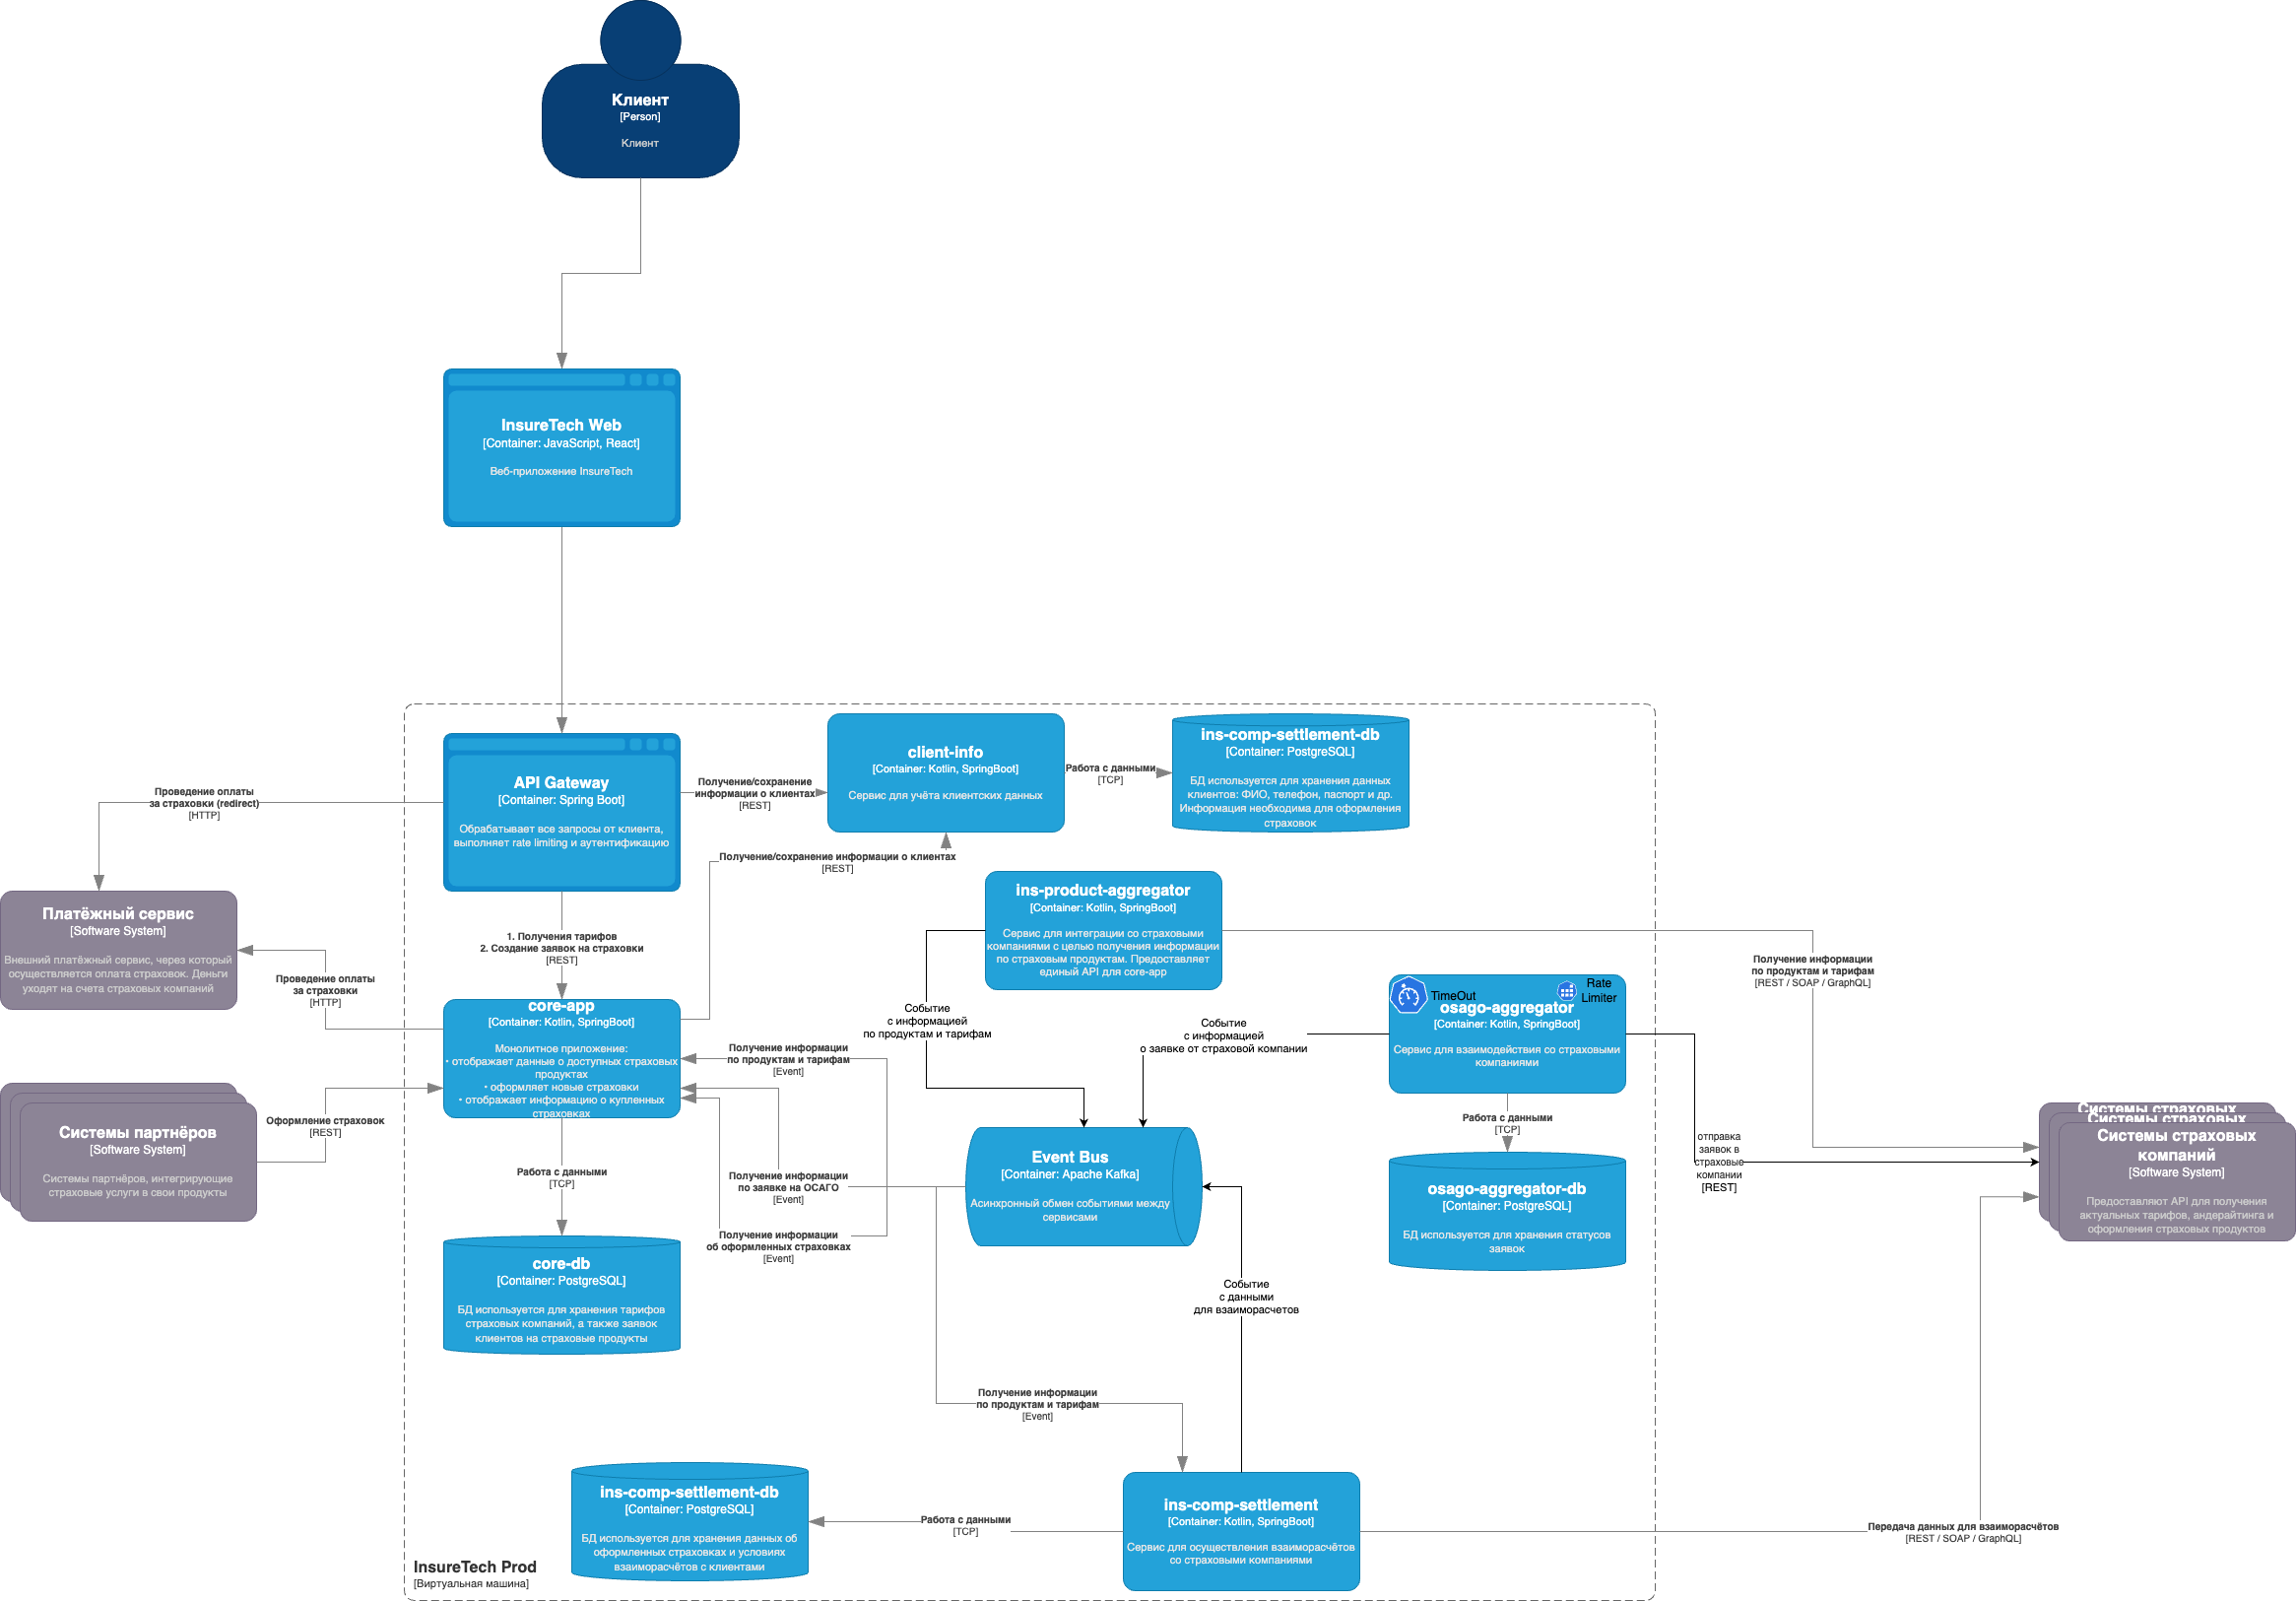 Клиент
[Person]
Клиент
InsureTech Web
[Container: JavaScript, React]
Веб-приложение InsureTech
API Gateway
[Container: Spring Boot]
Обрабатывает все запросы от клиента,
выполняет rate limiting и аутентификацию
Получение/сохранение
информации о клиентах
[REST]
client-info
[Container: Kotlin, SpringBoot]
Сервис для учёта клиентских данных
Работа с данными
[TCP]
ins-comp-settlement-db
[Container: PostgreSQL]
БД используется для хранения данных
клиентов: ФИО, телефон, паспорт и др.
Информация необходима для оформления
страховок
Проведение оплаты
за страховки (redirect)
[HTTP]
Получение/сохранение информации о клиентах
[REST]
Платёжный сервис
[Software System]
Внешний платёжный сервис, через который
осуществляется оплата страховок. Деньги
уходят на счета страховых компаний
Проведение оплаты
за страховки
[HTTP]
1. Получения тарифов
2. Создание заявок на страховки
[REST]
ins-product-aggregator
[Container: Kotlin, SpringBoot]
Сервис для интеграции со страховыми
компаниями с целью получения информации
по страховым продуктам. Предоставляет
единый API для core-app
Получение информации
по продуктам и тарифам
[REST / SOAP / GraphQL]
core-app
[Container: Kotlin, SpringBoot]
Монолитное приложение:
• отображает данные о доступных страховых
продуктах
• оформляет новые страховки
• отображает информацию о купленных
страховках
Событие
с информацией
по продуктам и тарифам
Событие
с информацией
о заявке от страховой компании
TimeOut
Rate
Limiter
osago-aggregator
[Container: Kotlin, SpringBoot]
Сервис для взаимодействия со страховыми
компаниями
Получение информации
по продуктам и тарифам
[Event]
Системы партнёров
[Software System]
Системы партнёров, интегрирующие
страховые услуги в свои продукты
Оформление страховок
[REST]
Работа с данными
[TCP]
Получение информации
по заявке на ОСАГО
[Event]
Event Bus
[Container: Apache Kafka]
Асинхронный обмен событиями между
сервисами
Работа с данными
[TCP]
отправка
заявок в
страховые
компании
[REST]
Системы страховых
Системы страховых
Системы страховых
компаний
[Software System]
Предоставляют API для получения
актуальных тарифов, андерайтинга и
оформления страховых продуктов
osago-aggregator-db
[Container: PostgreSQL]
БД используется для хранения статусов
заявок
Получение информации
об оформленных страховках
[Event]
core-db
[Container: PostgreSQL]
БД используется для хранения тарифов
страховых компаний, а также заявок
клиентов на страховые продукты
Событие
с данными
для взаиморасчетов
Получение информации
по продуктам и тарифам
[Event]
ins-comp-settlement-db
[Container: PostgreSQL]
БД используется для хранения данных об
оформленных страховках и условиях
взаиморасчётов с клиентами
Работа с данными
[TCP]
ins-comp-settlement
[Container: Kotlin, SpringBoot]
Сервис для осуществления взаиморасчётов
со страховыми компаниями
Передача данных для взаиморасчётов
[REST / SOAP / GraphQL]
InsureTech Prod
[Виртуальная машина]